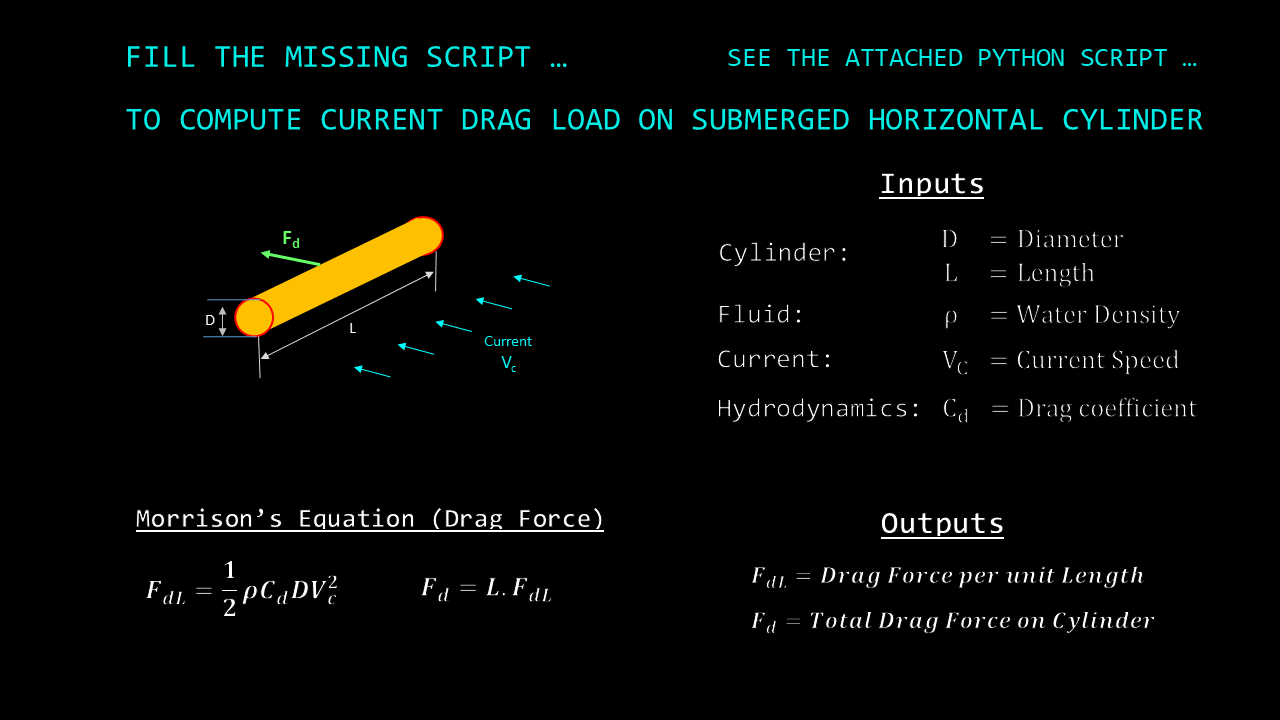 FILL THE MISSING SCRIPT …
SEE THE ATTACHED PYTHON SCRIPT …
TO COMPUTE CURRENT DRAG LOAD ON SUBMERGED HORIZONTAL CYLINDER
F_d
D
L
Current
V_c
Inputs
Cylinder: D = Diameter
L = Length
Fluid: ρ = Water Density
Current: V_C = Current Speed
Hydrodynamics: C_d = Drag coefficient
Morrison’s Equation (Drag Force)
F_{dL} = \frac{1}{2} ρ C_d D V_c^2
F_d = L. F_{dL}
Outputs
F_{dL} = Drag Force per unit Length
F_d = Total Drag Force on Cylinder